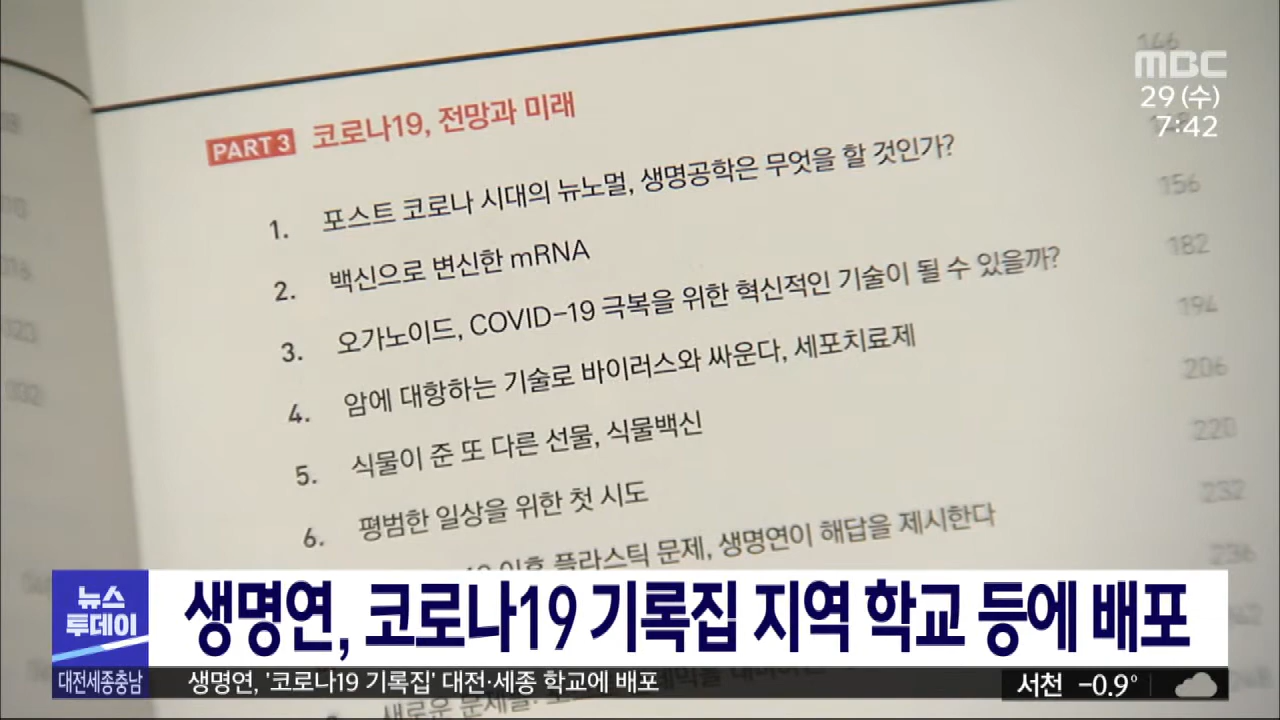 MBC
29 (수)
7:42
146
PART 3 코로나19, 전망과 미래
1. 포스트 코로나 시대의 뉴노멀, 생명공학은 무엇을 할 것인가?
156
2. 백신으로 변신한 mRNA
182
3. 오가노이드, COVID-19 극복을 위한 혁신적인 기술이 될 수 있을까?
194
4. 암에 대항하는 기술로 바이러스와 싸운다, 세포치료제
206
5. 식물이 준 또 다른 선물, 식물백신
220
6. 평범한 일상을 위한 첫 시도
232
이후 플라스틱 문제, 생명연이 해답을 제시한다
236
뉴스
투데이
생명연, 코로나19 기록집 지역 학교 등에 배포
대전세종충남
생명연, '코로나19 기록집' 대전·세종 학교에 배포
서천 -0.9°
새로운